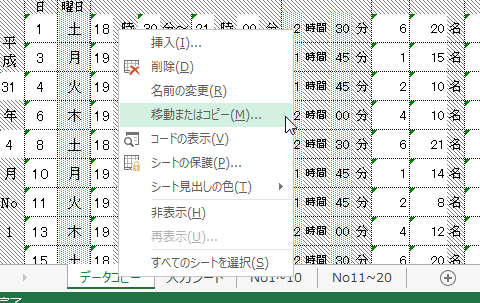 日 曜日
1 土 18 時 30 分〜 21 時 00 分 2 時間 30 分 6 20 名
平
成
3 月 19 1 時間 45 分 1 15 名
31 4 火 19 1 時間 45 分 2 10 名
年 6 木 19 2 時間 00 分 4 10 名
4 8 土 18 2 時間 30 分 6 21 名
月 10 月 19 1 時間 45 分 1 14 名
No 11 火 19 1 時間 45 分 2 8 名
1 13 木 19 2 時間 00 分 4 12 名
15 土 18 2 時間 30 分 6 21 名
挿入(I)...
削除(D)
名前の変更(R)
移動またはコピー(M)...
コードの表示(V)
シートの保護(P)...
シート見出しの色(T)
非表示(H)
再表示(U)...
すべてのシートを選択(S)
データコピー 入力シート No1~10 No11~20
完了